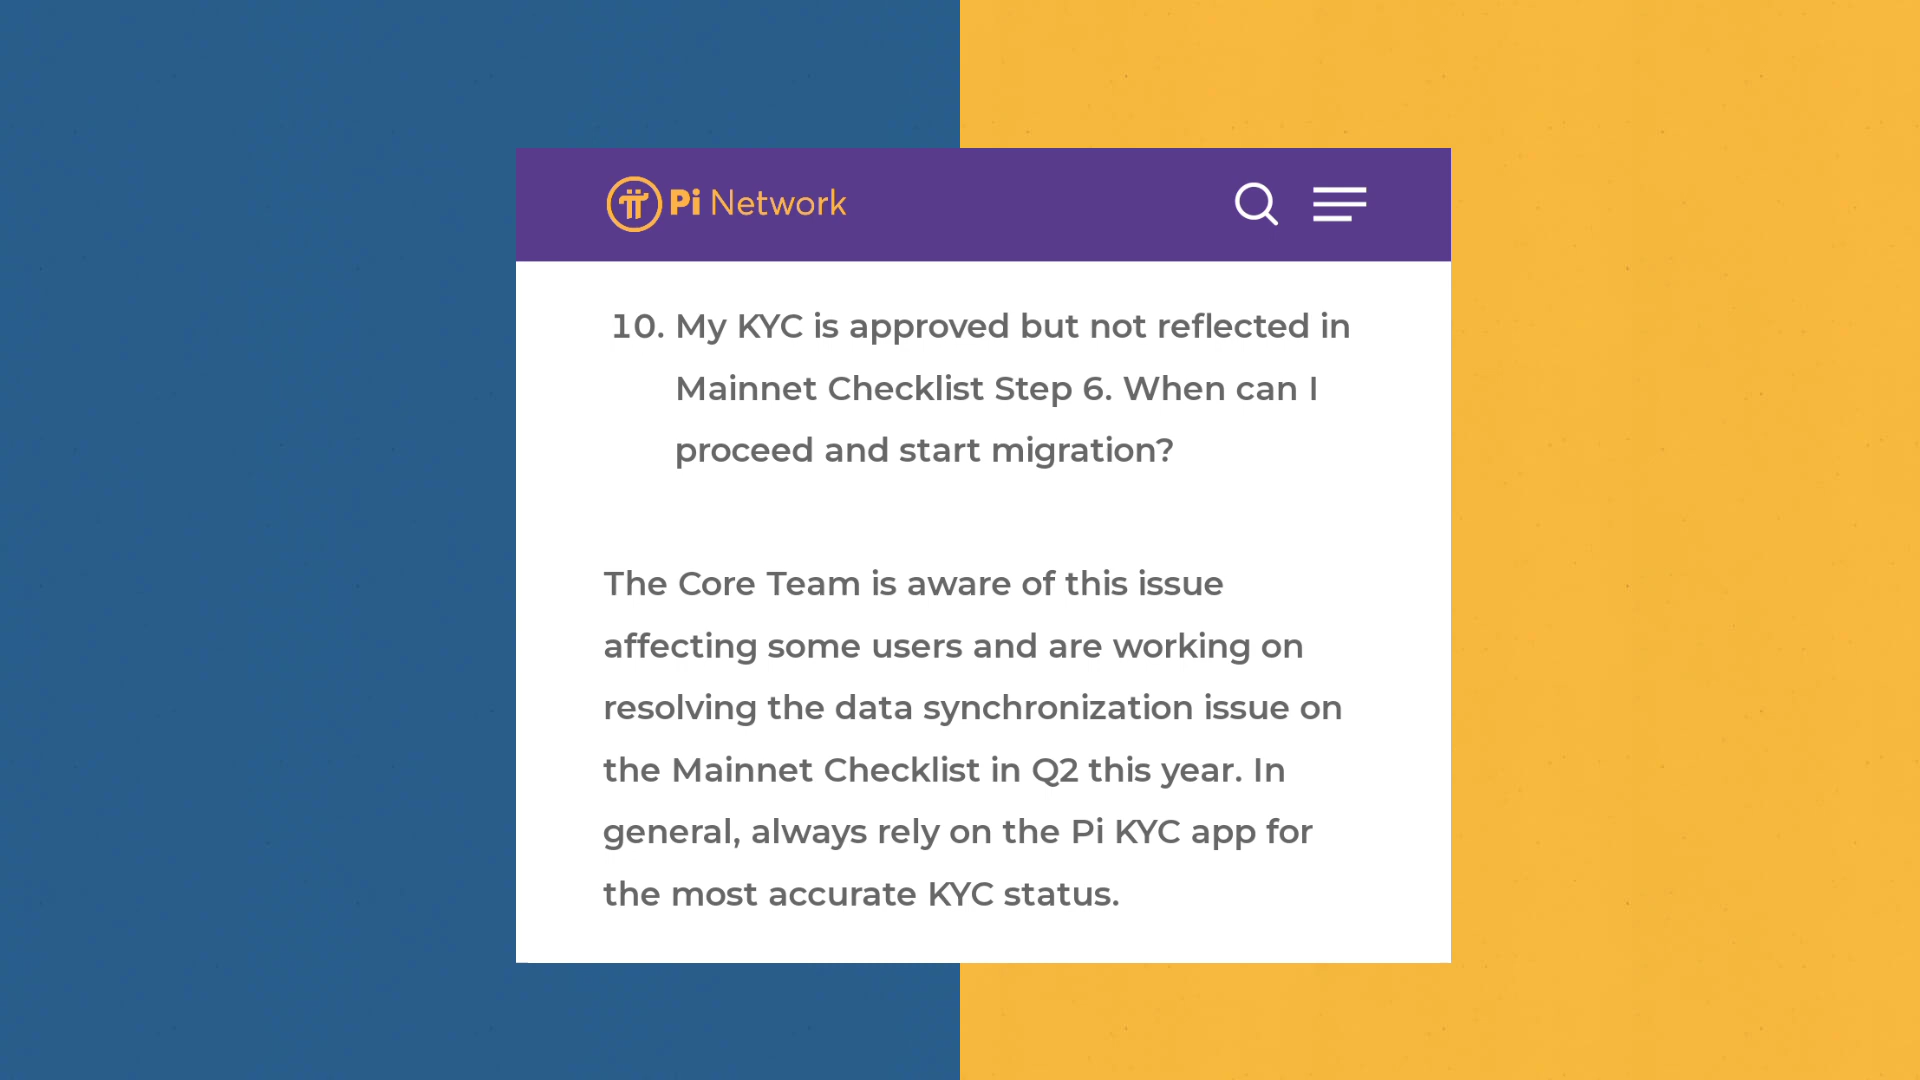 Pi Network
10. My KYC is approved but not reflected in
Mainnet Checklist Step 6. When can I
proceed and start migration?
The Core Team is aware of this issue
affecting some users and are working on
resolving the data synchronization issue on
the Mainnet Checklist in Q2 this year. In
general, always rely on the Pi KYC app for
the most accurate KYC status.